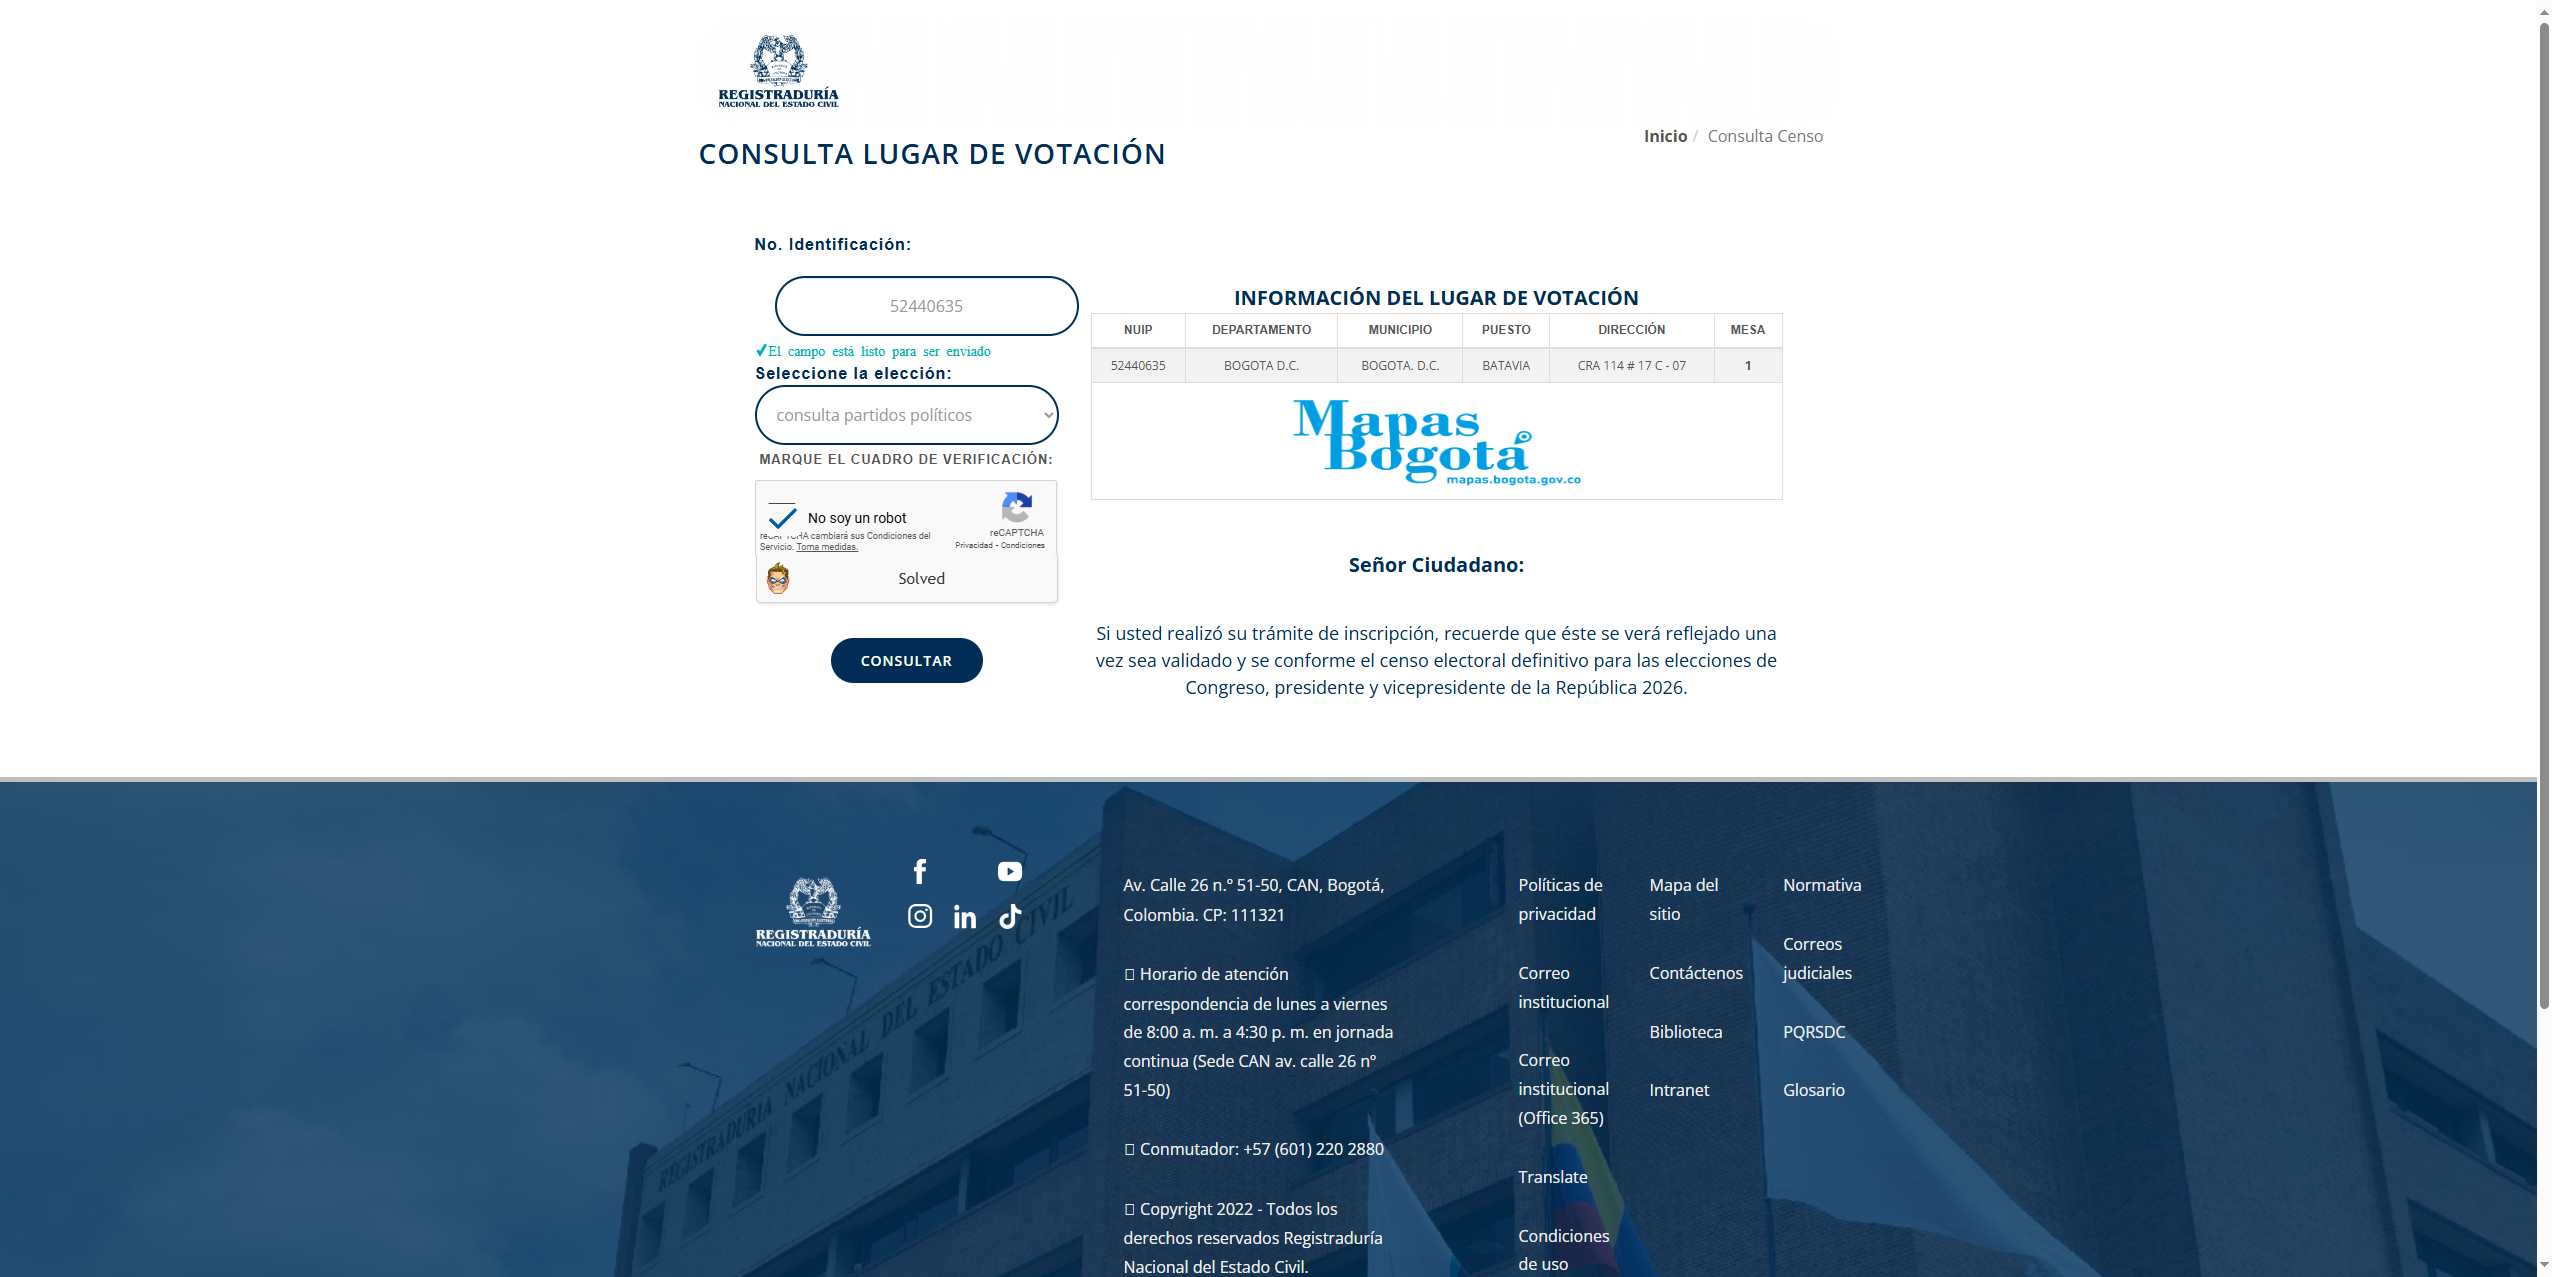 REGISTRADURÍA
NACIONAL DEL ESTADO CIVIL
Inicio / Consulta Censo
CONSULTA LUGAR DE VOTACIÓN
No. Identificación:
52440635
✔El campo está listo para ser enviado
Seleccione la elección:
consulta partidos políticos
MARQUE EL CUADRO DE VERIFICACIÓN:
No soy un robot
reCAPTCHA
reCAPTCHA cambiará sus Condiciones del
Servicio. Toma medidas.
Privacidad - Condiciones
Solved
CONSULTAR
INFORMACIÓN DEL LUGAR DE VOTACIÓN
NUIP DEPARTAMENTO MUNICIPIO PUESTO DIRECCIÓN MESA
52440635 BOGOTA D.C. BOGOTA. D.C. BATAVIA CRA 114 # 17 C - 07 1
Mapas
Bogotá
mapas.bogota.gov.co
Señor Ciudadano:
Si usted realizó su trámite de inscripción, recuerde que éste se verá reflejado una
vez sea validado y se conforme el censo electoral definitivo para las elecciones de
Congreso, presidente y vicepresidente de la República 2026.
REGISTRADURÍA
NACIONAL DEL ESTADO CIVIL
REGISTRADURÍA NACIONAL DEL ESTADO CIVIL
Av. Calle 26 n.º 51-50, CAN, Bogotá,
Colombia. CP: 111321
Horario de atención
correspondencia de lunes a viernes
de 8:00 a. m. a 4:30 p. m. en jornada
continua (Sede CAN av. calle 26 nº
51-50)
Conmutador: +57 (601) 220 2880
Copyright 2022 - Todos los
derechos reservados Registraduría
Nacional del Estado Civil.
Políticas de
privacidad
Correo
institucional
Correo
institucional
(Office 365)
Translate
Condiciones
de uso
Mapa del
sitio
Contáctenos
Biblioteca
Intranet
Normativa
Correos
judiciales
PQRSDC
Glosario